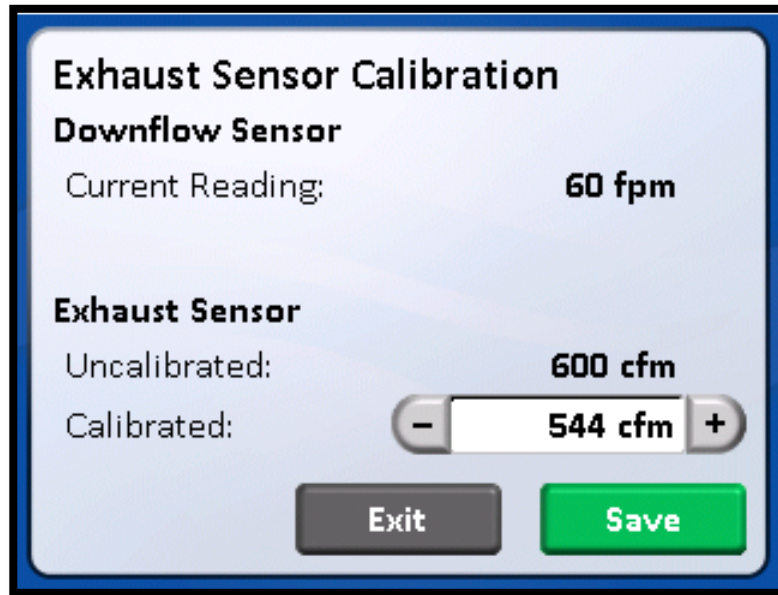 Exhaust Sensor Calibration
Downflow Sensor
Current Reading: 60 fpm
Exhaust Sensor
Uncalibrated: 600 cfm
Calibrated: - 544 cfm +
Exit Save